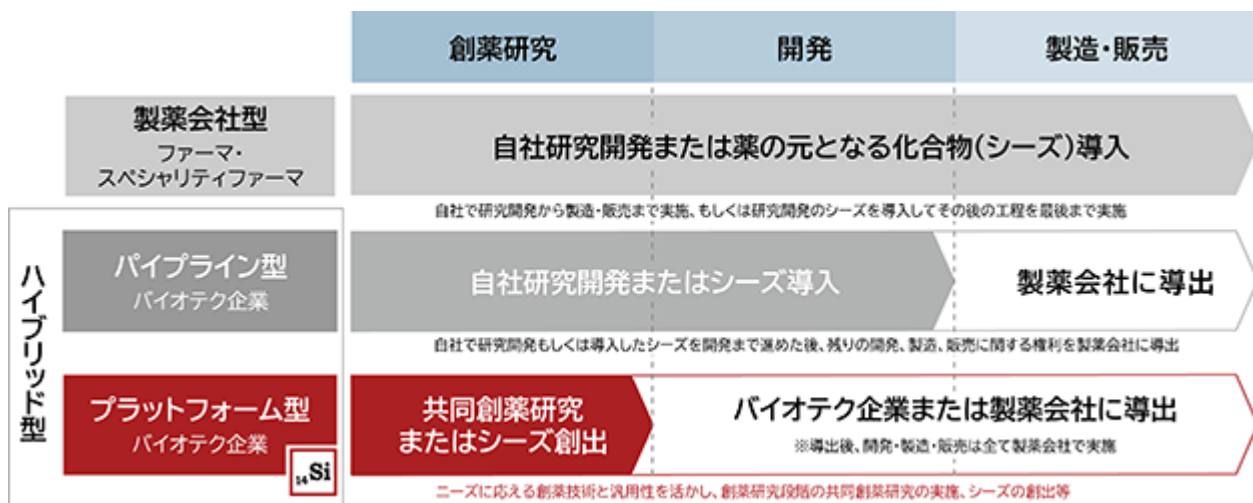 創薬研究
開発
製造・販売
製薬会社型
ファーマ・
スペシャリティファーマ
自社研究開発または薬の元となる化合物(シーズ)導入
自社で研究開発から製造・販売まで実施、もしくは研究開発のシーズを導入してその後の工程を最後まで実施
ハイブリッド型
パイプライン型
バイオテク企業
自社研究開発またはシーズ導入
製薬会社に導出
自社で研究開発もしくは導入したシーズを開発まで進めた後、残りの開発、製造、販売に関する権利を製薬会社に導出
プラットフォーム型
バイオテク企業
14Si
共同創薬研究
またはシーズ創出
バイオテク企業または製薬会社に導出
※導出後、開発・製造・販売は全て製薬会社で実施
ニーズに応える創薬技術と汎用性を活かし、創薬研究段階の共同創薬研究の実施、シーズの創出等